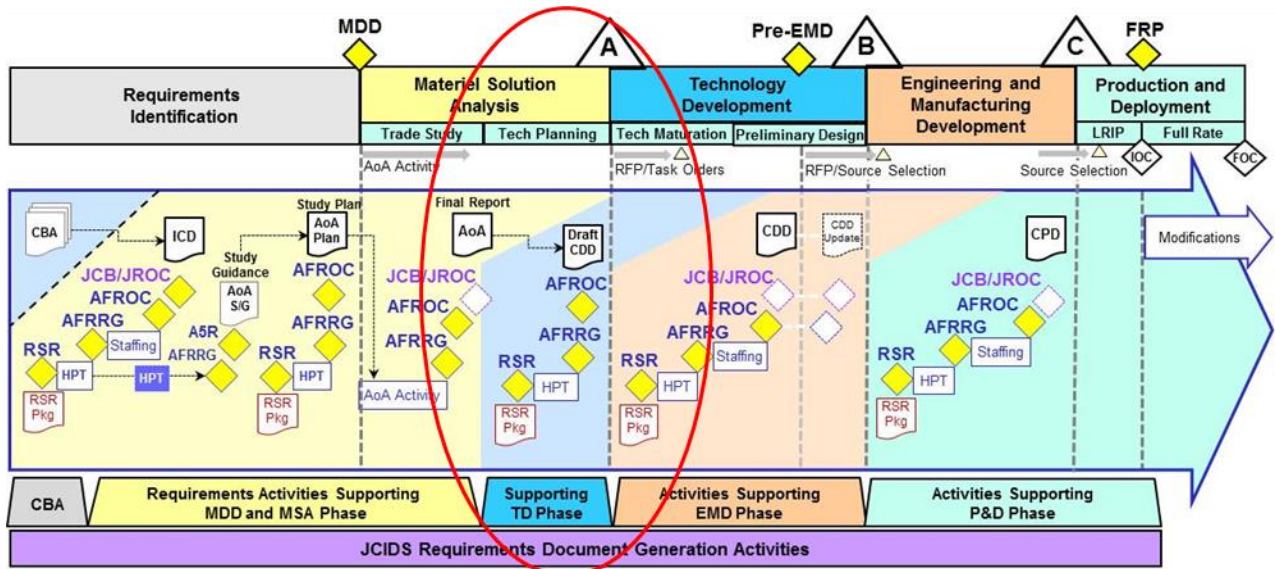 MDD
A
Pre-EMD
B
C
FRP
Requirements
Identification
Materiel Solution
Analysis
Trade Study
Tech Planning
Technology
Development
Tech Maturation
Preliminary Design
Engineering and
Manufacturing
Development
Production and
Deployment
LRIP
Full Rate
AoA Activity
RFP/Task Orders
RFP/Source Selection
Source Selection
IOC
FOC
CBA
ICD
JCB/JROC
AFROC
AFRRG
Staffing
RSR
HPT
RSR
Pkg
HPT
Study
Guidance
AoA
S/G
A5R
AFRRG
Study Plan
AoA
Plan
AFROC
AFRRG
RSR
HPT
RSR
Pkg
Final Report
AoA
JCB/JROC
AFROC
AFRRG
AoA Activity
Draft
CDD
AFROC
AFRRG
RSR
HPT
RSR
Pkg
CDD
CDD
Update
JCB/JROC
AFROC
AFRRG
Staffing
RSR
HPT
RSR
Pkg
CPD
JCB/JROC
AFROC
AFRRG
Staffing
RSR
HPT
RSR
Pkg
Modifications
CBA
Requirements Activities Supporting
MDD and MSA Phase
Supporting
TD Phase
Activities Supporting
EMD Phase
Activities Supporting
P&D Phase
JCIDS Requirements Document Generation Activities